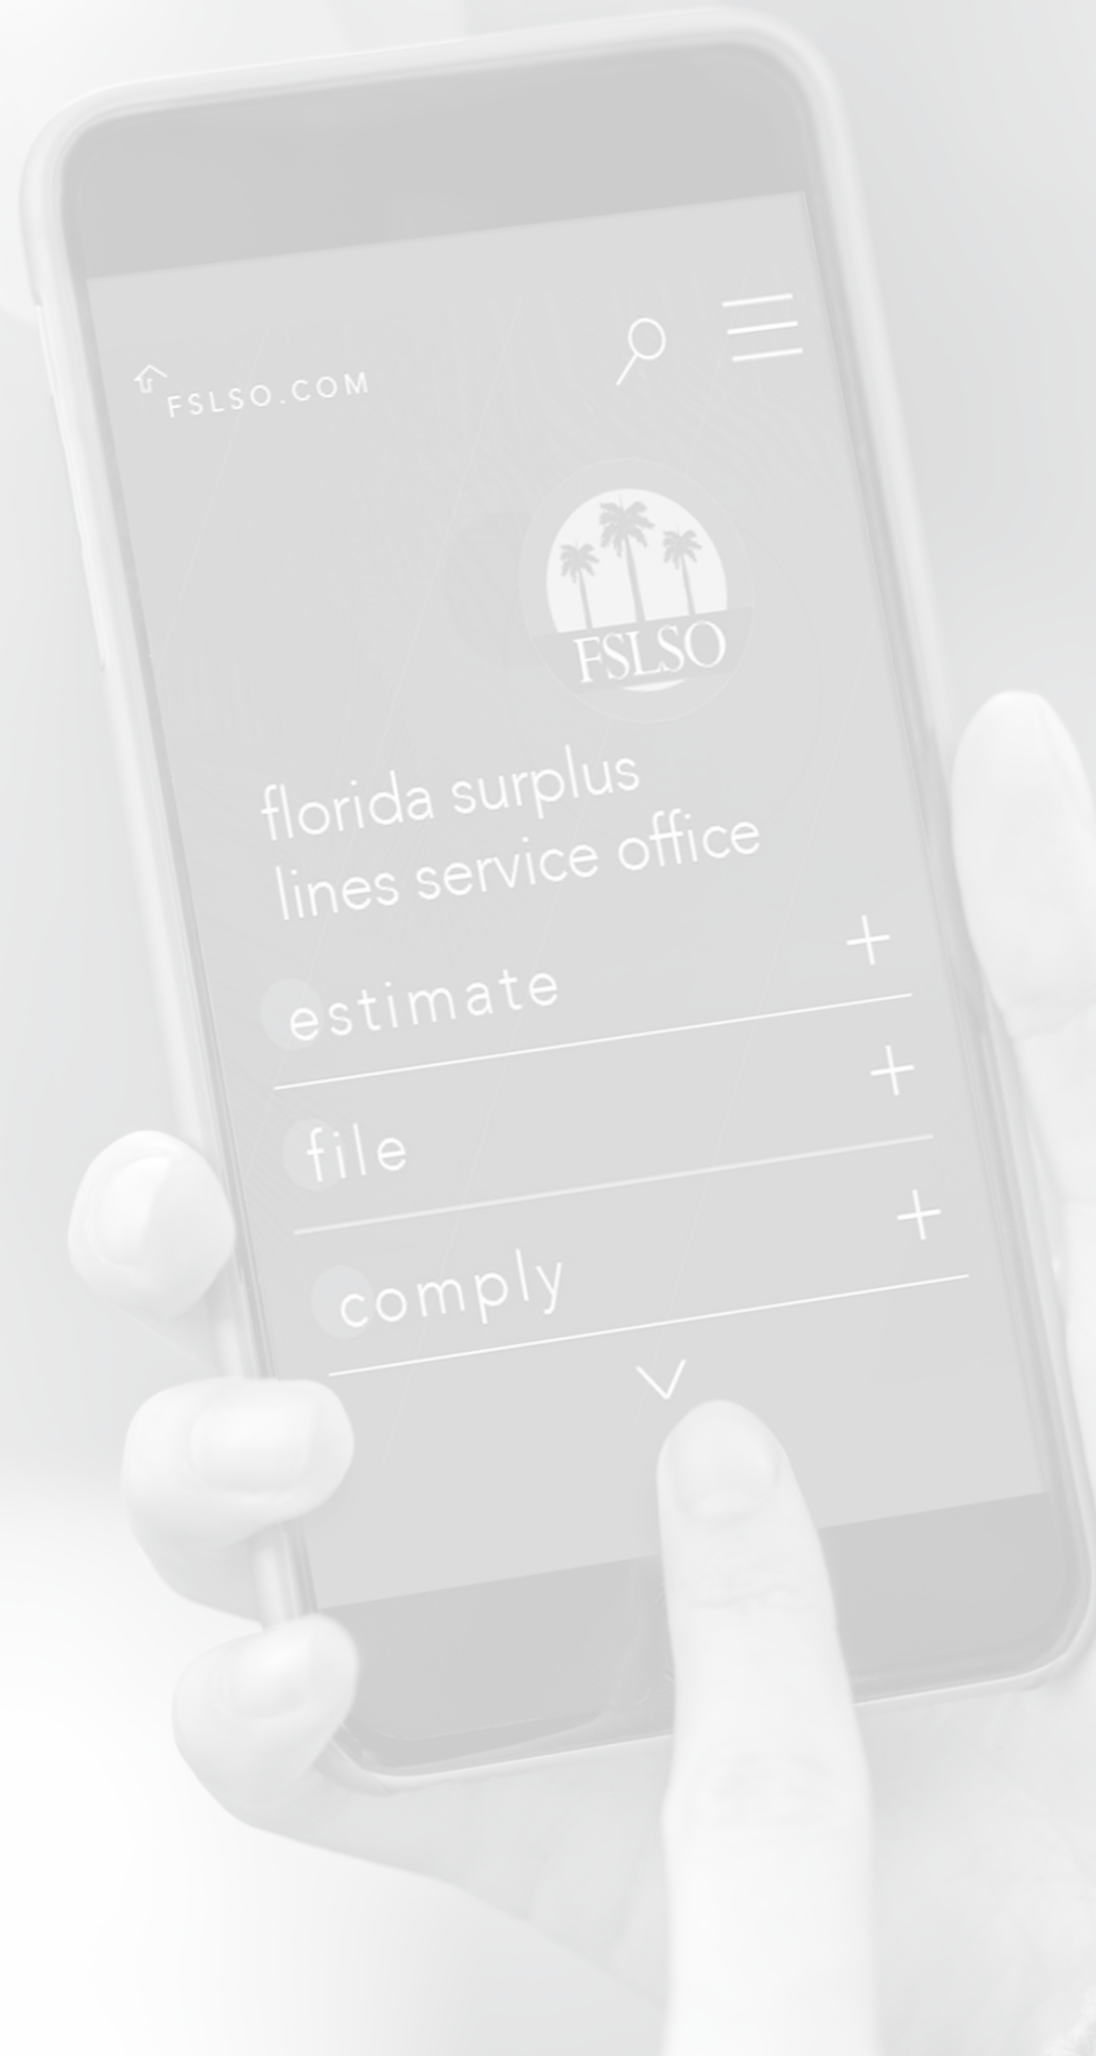 FSLSO.COM
FSLSO
florida surplus
lines service office
estimate
file
comply